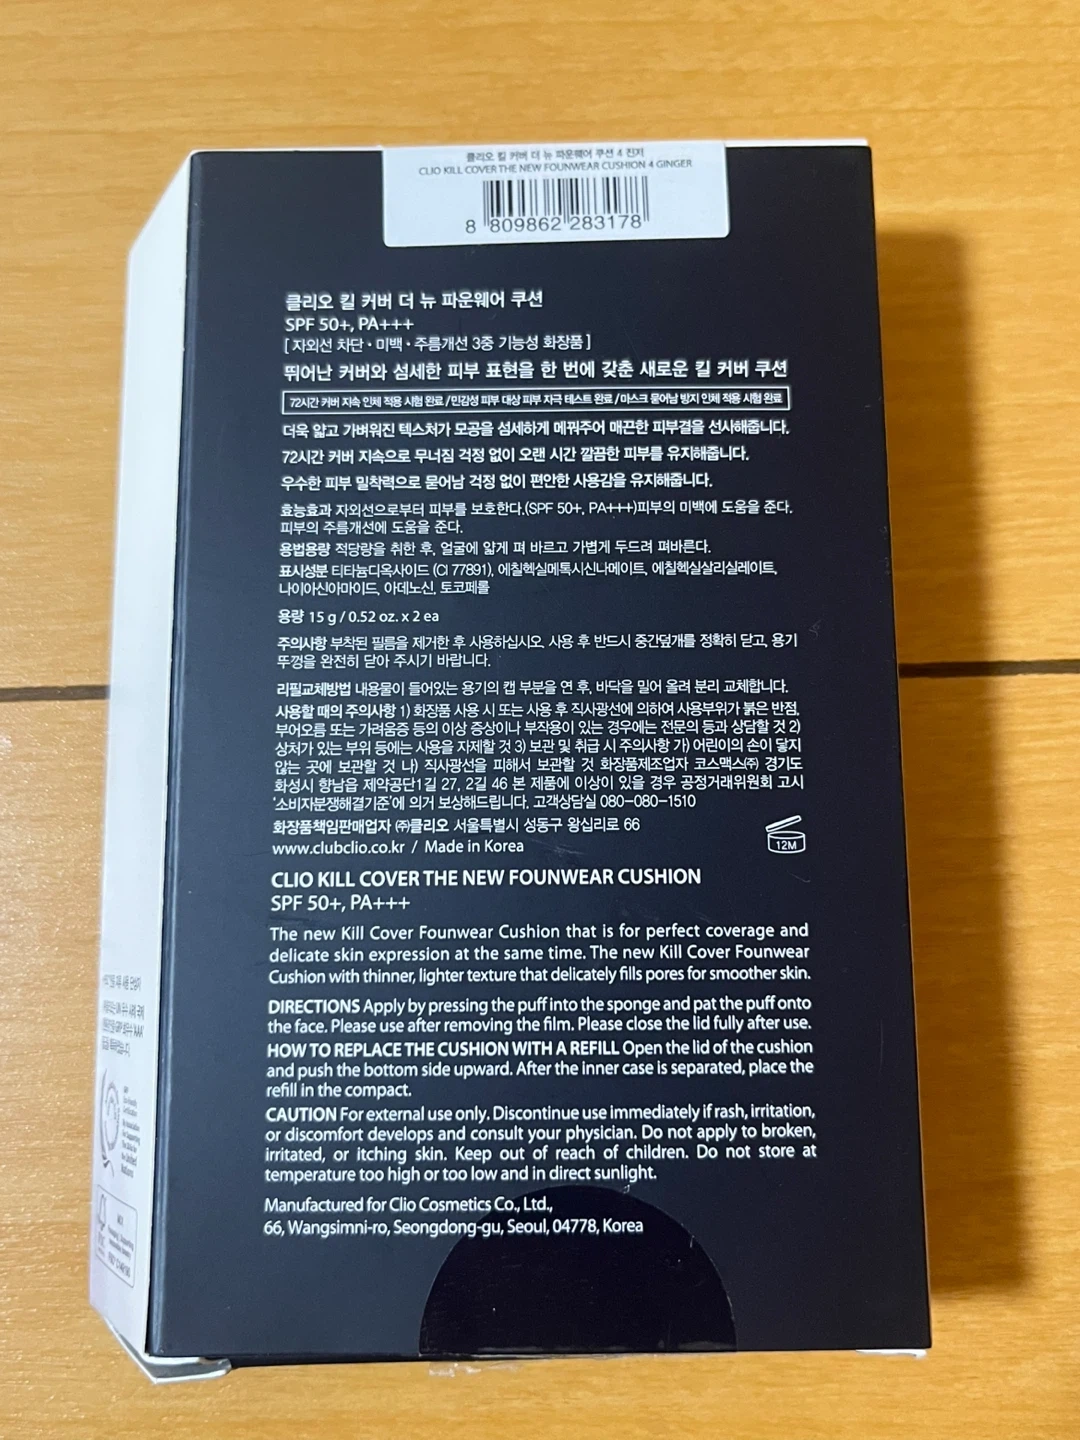 클리오 킬 커버 더 뉴 파운웨어 쿠션 4 진저
CLIO KILL COVER THE NEW FOUNWEAR CUSHION 4 GINGER
8 809862 283178
클리오 킬 커버 더 뉴 파운웨어 쿠션
SPF 50+, PA+++
[ 자외선 차단 · 미백 · 주름개선 3중 기능성 화장품 ]
뛰어난 커버와 섬세한 피부 표현을 한 번에 갖춘 새로운 킬 커버 쿠션
72시간 커버 지속 인체 적용 시험 완료 / 민감성 피부 대상 피부 자극 테스트 완료 / 마스크 묻어남 방지 인체 적용 시험 완료
더욱 얇고 가벼워진 텍스처가 모공을 섬세하게 메꿔주어 매끈한 피부결을 선사해줍니다.
72시간 커버 지속으로 무너짐 걱정 없이 오랜 시간 깔끔한 피부를 유지해줍니다.
우수한 피부 밀착력으로 묻어남 걱정 없이 편안한 사용감을 유지해줍니다.
효능효과 자외선으로부터 피부를 보호한다.(SPF 50+, PA+++)피부의 미백에 도움을 준다.
피부의 주름개선에 도움을 준다.
용법용량 적당량을 취한 후, 얼굴에 얇게 펴 바르고 가볍게 두드려 펴바른다.
표시성분 티타늄디옥사이드 (CI 77891), 에칠헥실메톡시신나메이트, 에칠헥실살리실레이트,
나이아신아마이드, 아데노신, 토코페롤
용량 15 g / 0.52 oz. x 2 ea
주의사항 부착된 필름을 제거한 후 사용하십시오. 사용 후 반드시 중간덮개를 정확히 닫고, 용기
뚜껑을 완전히 닫아 주시기 바랍니다.
리필교체방법 내용물이 들어있는 용기의 캡 부분을 연 후, 바닥을 밀어 올려 분리 교체합니다.
사용할 때의 주의사항 1) 화장품 사용 시 또는 사용 후 직사광선에 의하여 사용부위가 붉은 반점,
부어오름 또는 가려움증 등의 이상 증상이나 부작용이 있는 경우에는 전문의 등과 상담할 것 2)
상처가 있는 부위 등에는 사용을 자제할 것 3) 보관 및 취급 시 주의사항 가) 어린이의 손이 닿지
않는 곳에 보관할 것 나) 직사광선을 피해서 보관할 것 화장품제조업자 코스맥스㈜ 경기도
화성시 향남읍 제약공단1길 27, 2길 46 본 제품에 이상이 있을 경우 공정거래위원회 고시
'소비자분쟁해결기준'에 의거 보상해드립니다. 고객상담실 080-080-1510
화장품책임판매업자 ㈜클리오 서울특별시 성동구 왕십리로 66
www.clubclio.co.kr / Made in Korea
12M
CLIO KILL COVER THE NEW FOUNWEAR CUSHION
SPF 50+, PA+++
The new Kill Cover Founwear Cushion that is for perfect coverage and
delicate skin expression at the same time. The new Kill Cover Founwear
Cushion with thinner, lighter texture that delicately fills pores for smoother skin.
DIRECTIONS Apply by pressing the puff into the sponge and pat the puff onto
the face. Please use after removing the film. Please close the lid fully after use.
HOW TO REPLACE THE CUSHION WITH A REFILL Open the lid of the cushion
and push the bottom side upward. After the inner case is separated, place the
refill in the compact.
CAUTION For external use only. Discontinue use immediately if rash, irritation,
or discomfort develops and consult your physician. Do not apply to broken,
irritated, or itching skin. Keep out of reach of children. Do not store at
temperature too high or too low and in direct sunlight.
Manufactured for Clio Cosmetics Co., Ltd.,
66, Wangsimni-ro, Seongdong-gu, Seoul, 04778, Korea